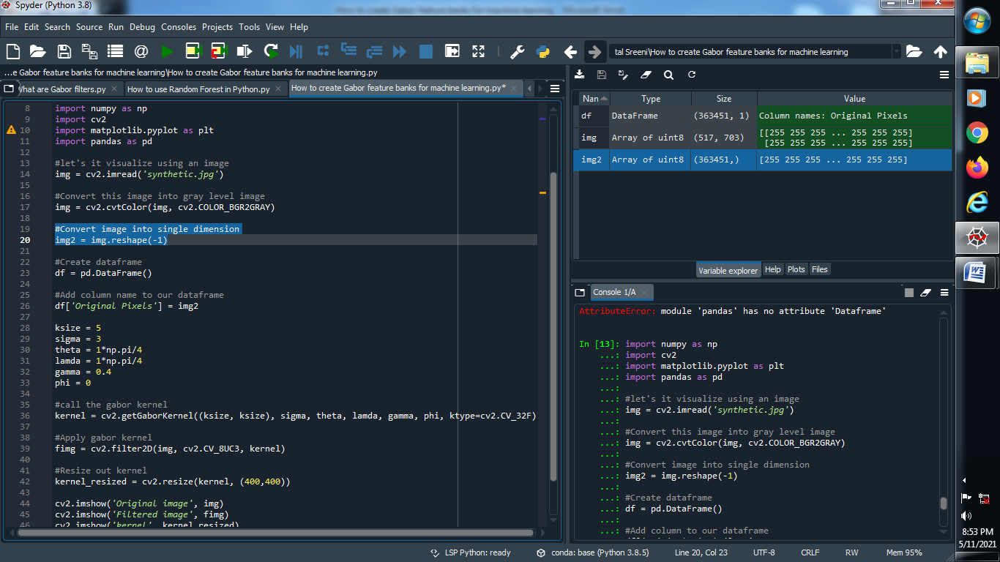 Spyder (Python 3.8)
How to create Gabor feature banks for machine learning - Microsoft Word
File Edit Search Source Run Debug Consoles Projects Tools View Help
tal Sreeni\How to create Gabor feature banks for machine learning
...e Gabor feature banks for machine learning\How to create Gabor feature banks for machine learning.py
What are Gabor filters.py How to use Random Forest in Python.py How to create Gabor feature banks for machine learning.py*
8 import numpy as np
9 import cv2
10 import matplotlib.pyplot as plt
11 import pandas as pd
12
13 #let's it visualize using an image
14 img = cv2.imread('synthetic.jpg')
15
16 #Convert this image into gray level image
17 img = cv2.cvtColor(img, cv2.COLOR_BGR2GRAY)
18
19 #Convert image into single dimension
20 img2 = img.reshape(-1)
21
22 #Create dataframe
23 df = pd.DataFrame()
24
25 #Add column name to our dataframe
26 df['Original Pixels'] = img2
27
28 ksize = 5
29 sigma = 3
30 theta = 1*np.pi/4
31 lamda = 1*np.pi/4
32 gamma = 0.4
33 phi = 0
34
35 #call the gabor kernel
36 kernel = cv2.getGaborKernel((ksize, ksize), sigma, theta, lamda, gamma, phi, ktype=cv2.CV_32F)
37
38 #Apply gabor kernel
39 fimg = cv2.filter2D(img, cv2.CV_8UC3, kernel)
40
41 #Resize out kernel
42 kernel_resized = cv2.resize(kernel, (400,400))
43
44 cv2.imshow('Original image', img)
45 cv2.imshow('Filtered image', fimg)
46 cv2.imshow('kernel', kernel_resized)
Nan Type Size Value
df DataFrame (363451, 1) Column names: Original Pixels
img Array of uint8 (517, 703) [[255 255 255 ... 255 255 255]
[255 255 255 ... 255 255 255]
img2 Array of uint8 (363451,) [255 255 255 ... 255 255 255]
Variable explorer Help Plots Files
Console 1/A
AttributeError: module 'pandas' has no attribute 'Dataframe'
In [13]: import numpy as np
...: import cv2
...: import matplotlib.pyplot as plt
...: import pandas as pd
...:
...: #let's it visualize using an image
...: img = cv2.imread('synthetic.jpg')
...:
...: #Convert this image into gray level image
...: img = cv2.cvtColor(img, cv2.COLOR_BGR2GRAY)
...:
...: #Convert image into single dimension
...: img2 = img.reshape(-1)
...:
...: #Create dataframe
...: df = pd.DataFrame()
...:
...: #Add column to our dataframe
LSP Python: ready conda: base (Python 3.8.5) Line 20, Col 23 UTF-8 CRLF RW Mem 95%
8:53 PM
5/11/2021